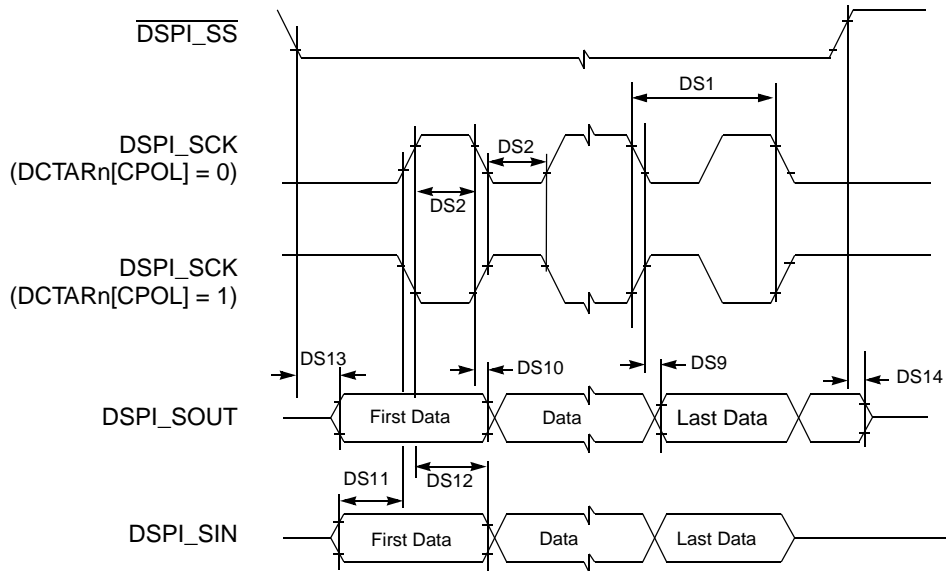 DSPI_SS
DS1
DSPI_SCK
(DCTARn[CPOL] = 0)
DS2
DS2
DSPI_SCK
(DCTARn[CPOL] = 1)
DS13
DS10
DS9
DS14
DSPI_SOUT
First Data
Data
Last Data
DS11
DS12
DSPI_SIN
First Data
Data
Last Data